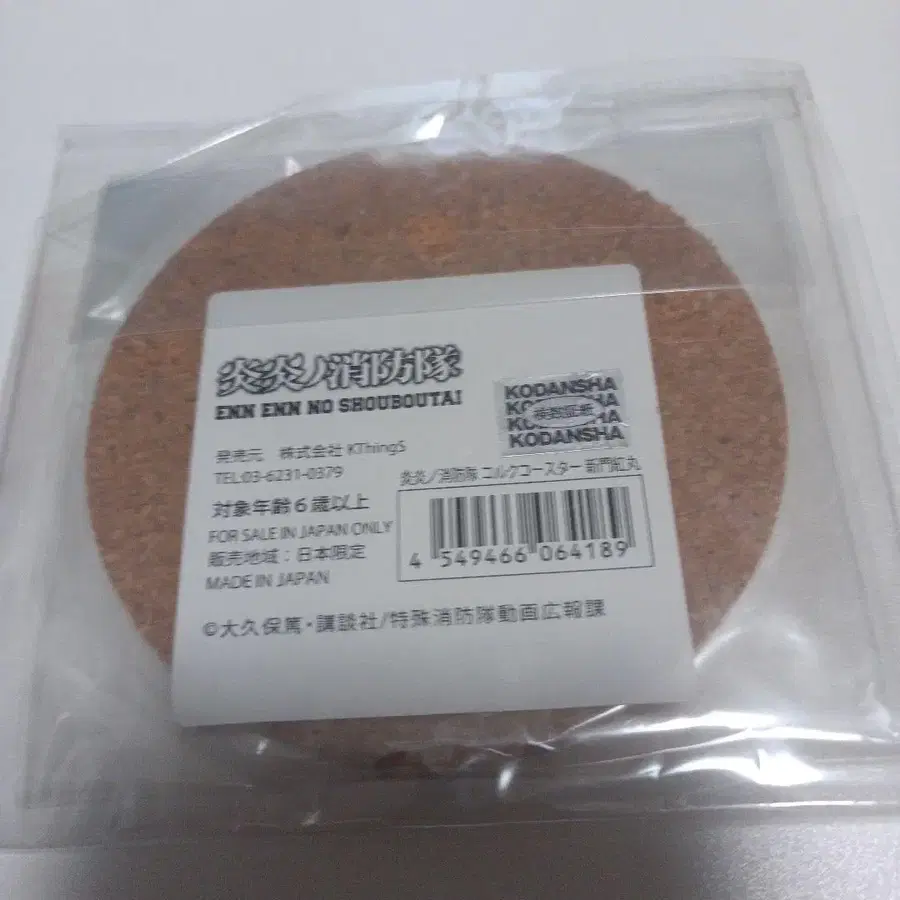 炎炎ノ消防隊
ENN ENN NO SHOUBOUTAI
発売元 株式会社 KThingS
TEL:03-6231-0379
対象年齢6歳以上
FOR SALE IN JAPAN ONLY
販売地域:日本限定
MADE IN JAPAN
KODANSHA
KODANSHA
炎炎ノ消防隊 コルクコースター 新門紅丸
4 549466 064189
©大久保篤・講談社/特殊消防隊動画広報課